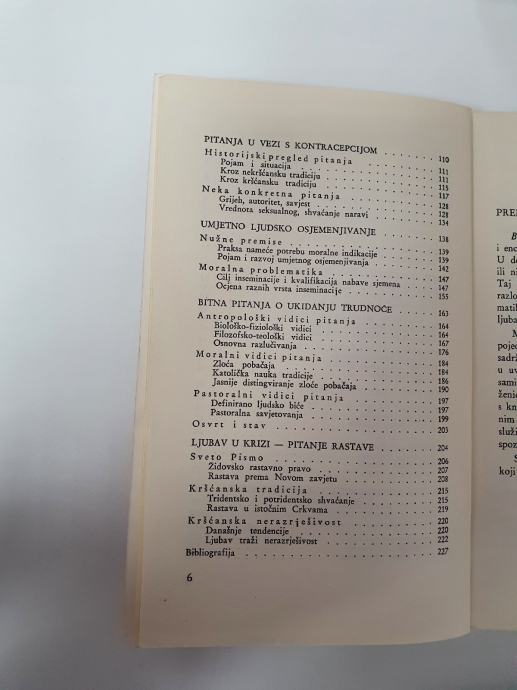 PITANJA U VEZI S KONTRACEPCIJOM . . . . . . . 110
Historijski pregled pitanja . . . . . . . . . 111
Pojam i situacija . . . . . . . . . . . . 111
Kroz nekršćansku tradiciju . . . . . . . . . 115
Kroz kršćansku tradiciju . . . . . . . . . . 117
Neka konkretna pitanja . . . . . . . . . . 128
Grijeh, autoritet, savjest . . . . . . . . . . 128
Vrednota seksualnog, shvaćanje naravi . . . . . . 134
UMJETNO LJUDSKO OSJEMENJIVANJE . . . . . . . 138
Nužne premise . . . . . . . . . . . . . 139
Praksa nameće potrebu moralne indikacije . . . . . 139
Pojam i razvoj umjetnog osjemenjivanja . . . . . . 142
Moralna problematika . . . . . . . . . . 147
Cilj inseminacije i kvalifikacija nabave sjemena . . . 147
Ocjena raznih vrsta inseminacije . . . . . . . . 155
BITNA PITANJA O UKIDANJU TRUDNOĆE . . . . . 163
Antropološki vidici pitanja . . . . . . . . 164
Biološko-fiziološki vidici . . . . . . . . . . 164
Filozofsko-teološki vidici . . . . . . . . . . 167
Osnovna razlučivanja . . . . . . . . . . . 176
Moralni vidici pitanja . . . . . . . . . . 184
Zloća pobačaja . . . . . . . . . . . . . 184
Katolička nauka tradicije . . . . . . . . . . 186
Jasnije distingviranje zloće pobačaja . . . . . . . 190
Pastoralni vidici pitanja . . . . . . . . . 197
Definirano ljudsko biće . . . . . . . . . . 197
Pastoralna savjetovanja . . . . . . . . . . 199
Osvrt i stav . . . . . . . . . . . . . 203
LJUBAV U KRIZI — PITANJE RASTAVE . . . . . . 204
Sveto Pismo . . . . . . . . . . . . . 206
Židovsko rastavno pravo . . . . . . . . . . 207
Rastava prema Novom zavjetu . . . . . . . . 208
Kršćanska tradicija . . . . . . . . . . . 215
Tridentsko i potridentsko shvaćanje . . . . . . . 215
Rastava u istočnim Crkvama . . . . . . . . . 219
Kršćanska nerazrješivost . . . . . . . . . 220
Današnje tendencije . . . . . . . . . . . 220
Ljubav traži nerazrješivost . . . . . . . . . . 222
Bibliografija . . . . . . . . . . . . . . 227
6